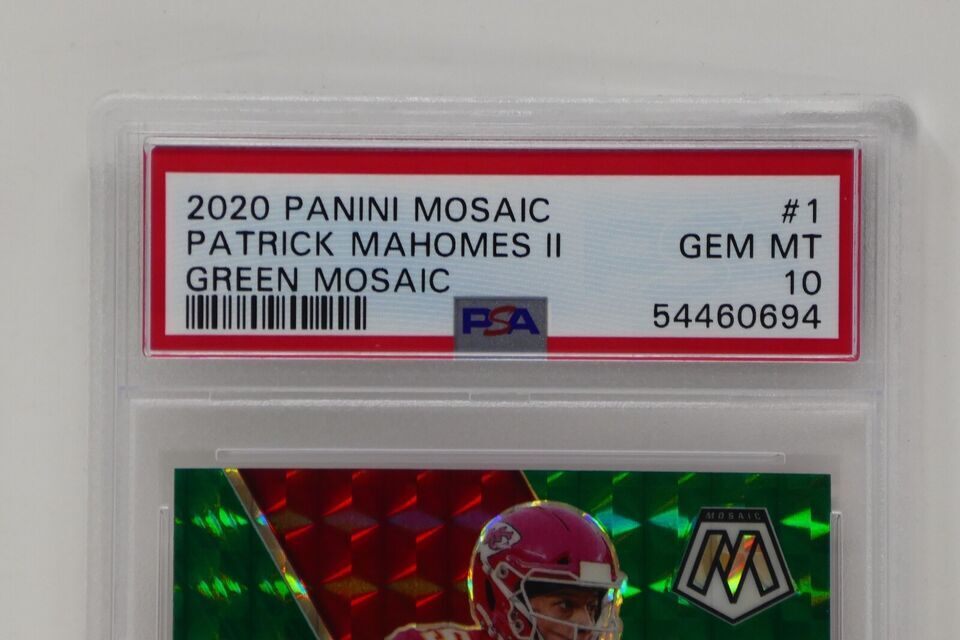 2020 PANINI MOSAIC #1
PATRICK MAHOMES II GEM MT
GREEN MOSAIC 10
54460694
PSA
MOSAIC